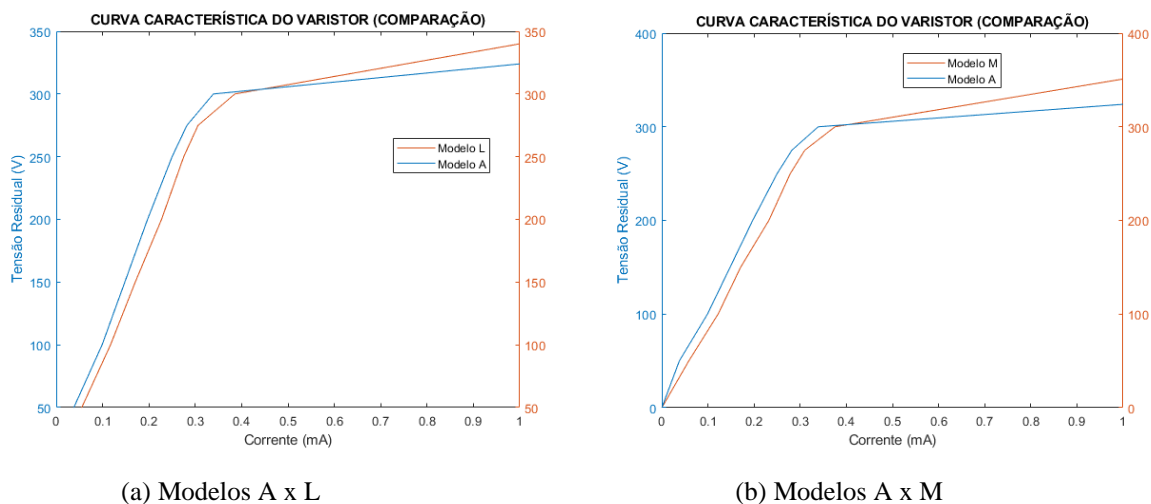 CURVA CARACTERÍSTICA DO VARISTOR (COMPARAÇÃO)
350
300
250
200
150
100
50
350
300
250
200
150
100
50
Tensão Residual (V)
Modelo L
Modelo A
0 0.1 0.2 0.3 0.4 0.5 0.6 0.7 0.8 0.9 1
Corrente (mA)
(a) Modelos A x L
CURVA CARACTERÍSTICA DO VARISTOR (COMPARAÇÃO)
400
300
200
100
0
400
300
200
100
0
Tensão Residual (V)
Modelo M
Modelo A
0 0.1 0.2 0.3 0.4 0.5 0.6 0.7 0.8 0.9 1
Corrente (mA)
(b) Modelos A x M